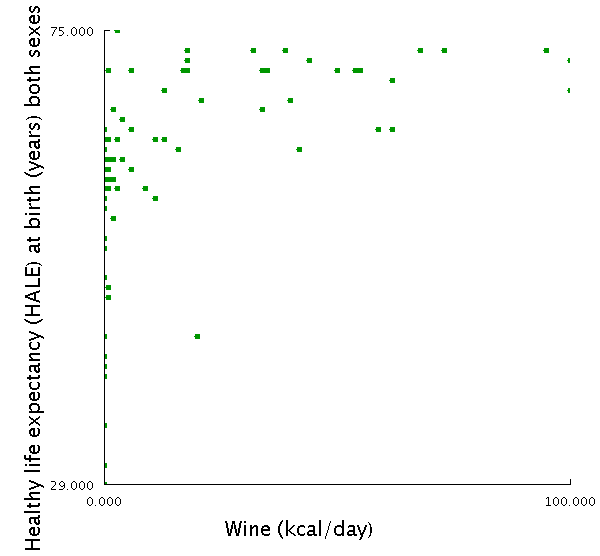 Healthy life expectancy (HALE) at birth (years) both sexes
75.000
29.000
0.000
100.000
Wine (kcal/day)